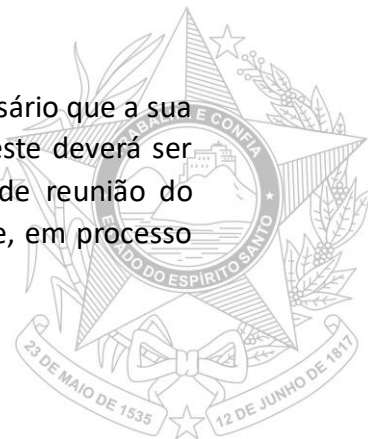 sário que a sua
este deverá ser
de reunião do
e, em processo
TRABALHA E CONFIA
ESTADO DO ESPÍRITO SANTO
23 DE MAIO DE 1535
12 DE JUNHO DE 1817